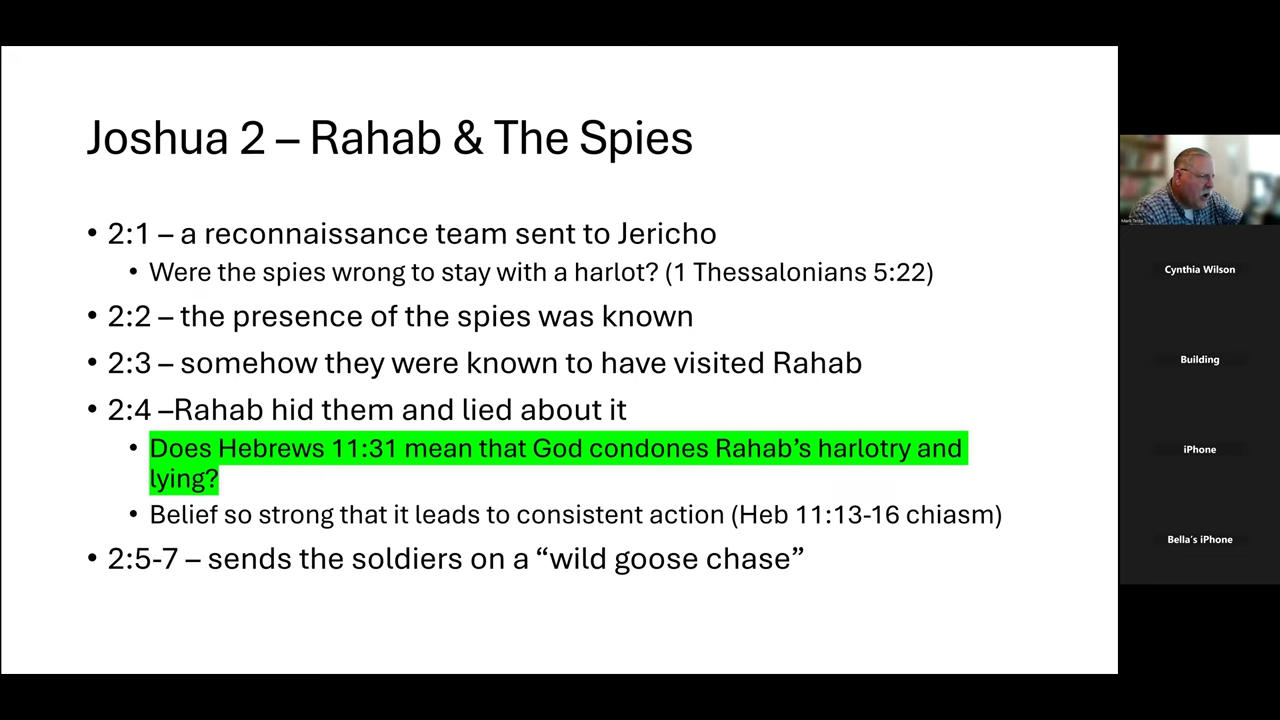 Joshua 2 – Rahab & The Spies
• 2:1 – a reconnaissance team sent to Jericho
• Were the spies wrong to stay with a harlot? (1 Thessalonians 5:22)
• 2:2 – the presence of the spies was known
• 2:3 – somehow they were known to have visited Rahab
• 2:4 –Rahab hid them and lied about it
• Does Hebrews 11:31 mean that God condones Rahab’s harlotry and
lying?
• Belief so strong that it leads to consistent action (Heb 11:13-16 chiasm)
• 2:5-7 – sends the soldiers on a “wild goose chase”
Mark
Cynthia Wilson
Building
iPhone
Bella's iPhone